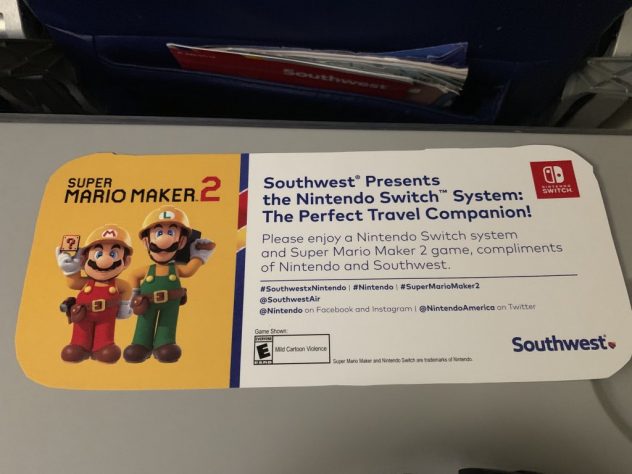 Southwest
SUPER
MARIO MAKER 2
M
L
?
Southwest® Presents
the Nintendo Switch™ System:
The Perfect Travel Companion!
NINTENDO
SWITCH
Please enjoy a Nintendo Switch system
and Super Mario Maker 2 game, compliments
of Nintendo and Southwest.
#SouthwestxNintendo | #Nintendo | #SuperMarioMaker2
@SouthwestAir
@Nintendo on Facebook and Instagram | @NintendoAmerica on Twitter
Game Shown:
EVERYONE
E
Mild Cartoon Violence
Super Mario Maker and Nintendo Switch are trademarks of Nintendo.
Southwest